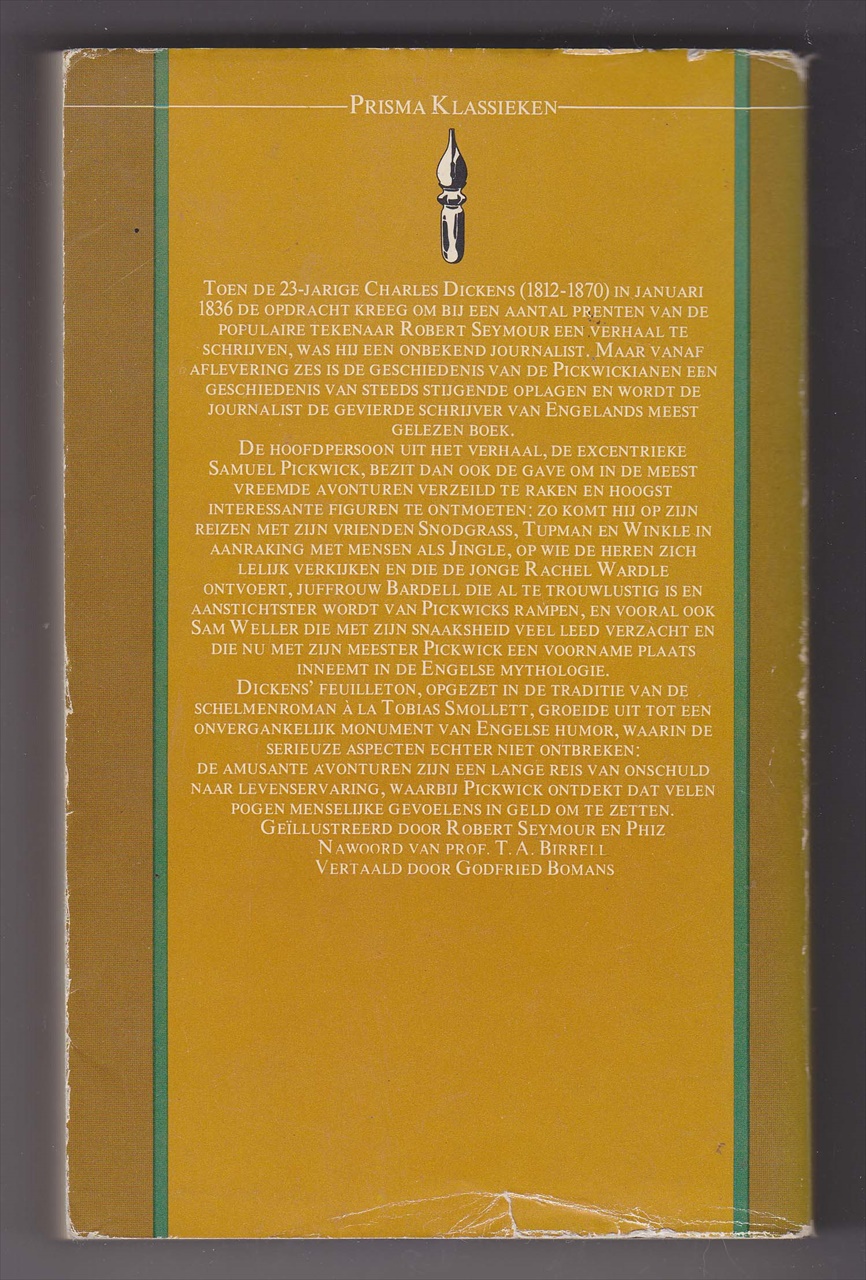 PRISMA KLASSIEKEN
TOEN DE 23-JARIGE CHARLES DICKENS (1812-1870) IN JANUARI
1836 DE OPDRACHT KREEG OM BIJ EEN AANTAL PRENTEN VAN DE
POPULAIRE TEKENAAR ROBERT SEYMOUR EEN VERHAAL TE
SCHRIJVEN, WAS HIJ EEN ONBEKEND JOURNALIST. MAAR VANAF
AFLEVERING ZES IS DE GESCHIEDENIS VAN DE PICKWICKIANEN EEN
GESCHIEDENIS VAN STEEDS STIJGENDE OPLAGEN EN WORDT DE
JOURNALIST DE GEVIERDE SCHRIJVER VAN ENGELANDS MEEST
GELEZEN BOEK.
DE HOOFDPERSOON UIT HET VERHAAL, DE EXCENTRIEKE
SAMUEL PICKWICK, BEZIT DAN OOK DE GAVE OM IN DE MEEST
VREEMDE AVONTUREN VERZEILD TE RAKEN EN HOOGST
INTERESSANTE FIGUREN TE ONTMOETEN: ZO KOMT HIJ OP ZIJN
REIZEN MET ZIJN VRIENDEN SNODGRASS, TUPMAN EN WINKLE IN
AANRAKING MET MENSEN ALS JINGLE, OP WIE DE HEREN ZICH
LELIJK VERKIJKEN EN DIE DE JONGE RACHEL WARDLE
ONTVOERT, JUFFROUW BARDELL DIE AL TE TROUWLUSTIG IS EN
AANSTICHTSTER WORDT VAN PICKWICKS RAMPEN, EN VOORAL OOK
SAM WELLER DIE MET ZIJN SNAAKSHEID VEEL LEED VERZACHT EN
DIE NU MET ZIJN MEESTER PICKWICK EEN VOORNAME PLAATS
INNEEMT IN DE ENGELSE MYTHOLOGIE.
DICKENS' FEUILLETON, OPGEZET IN DE TRADITIE VAN DE
SCHELMENROMAN À LA TOBIAS SMOLLETT, GROEIDE UIT TOT EEN
ONVERGANKELIJK MONUMENT VAN ENGELSE HUMOR, WAARIN DE
SERIEUZE ASPECTEN ECHTER NIET ONTBREKEN:
DE AMUSANTE AVONTUREN ZIJN EEN LANGE REIS VAN ONSCHULD
NAAR LEVENSERVARING, WAARBIJ PICKWICK ONTDEKT DAT VELEN
POGEN MENSELIJKE GEVOELENS IN GELD OM TE ZETTEN.
GEÏLLUSTREERD DOOR ROBERT SEYMOUR EN PHIZ
NAWOORD VAN PROF. T.A. BIRRELL
VERTAALD DOOR GODFRIED BOMANS